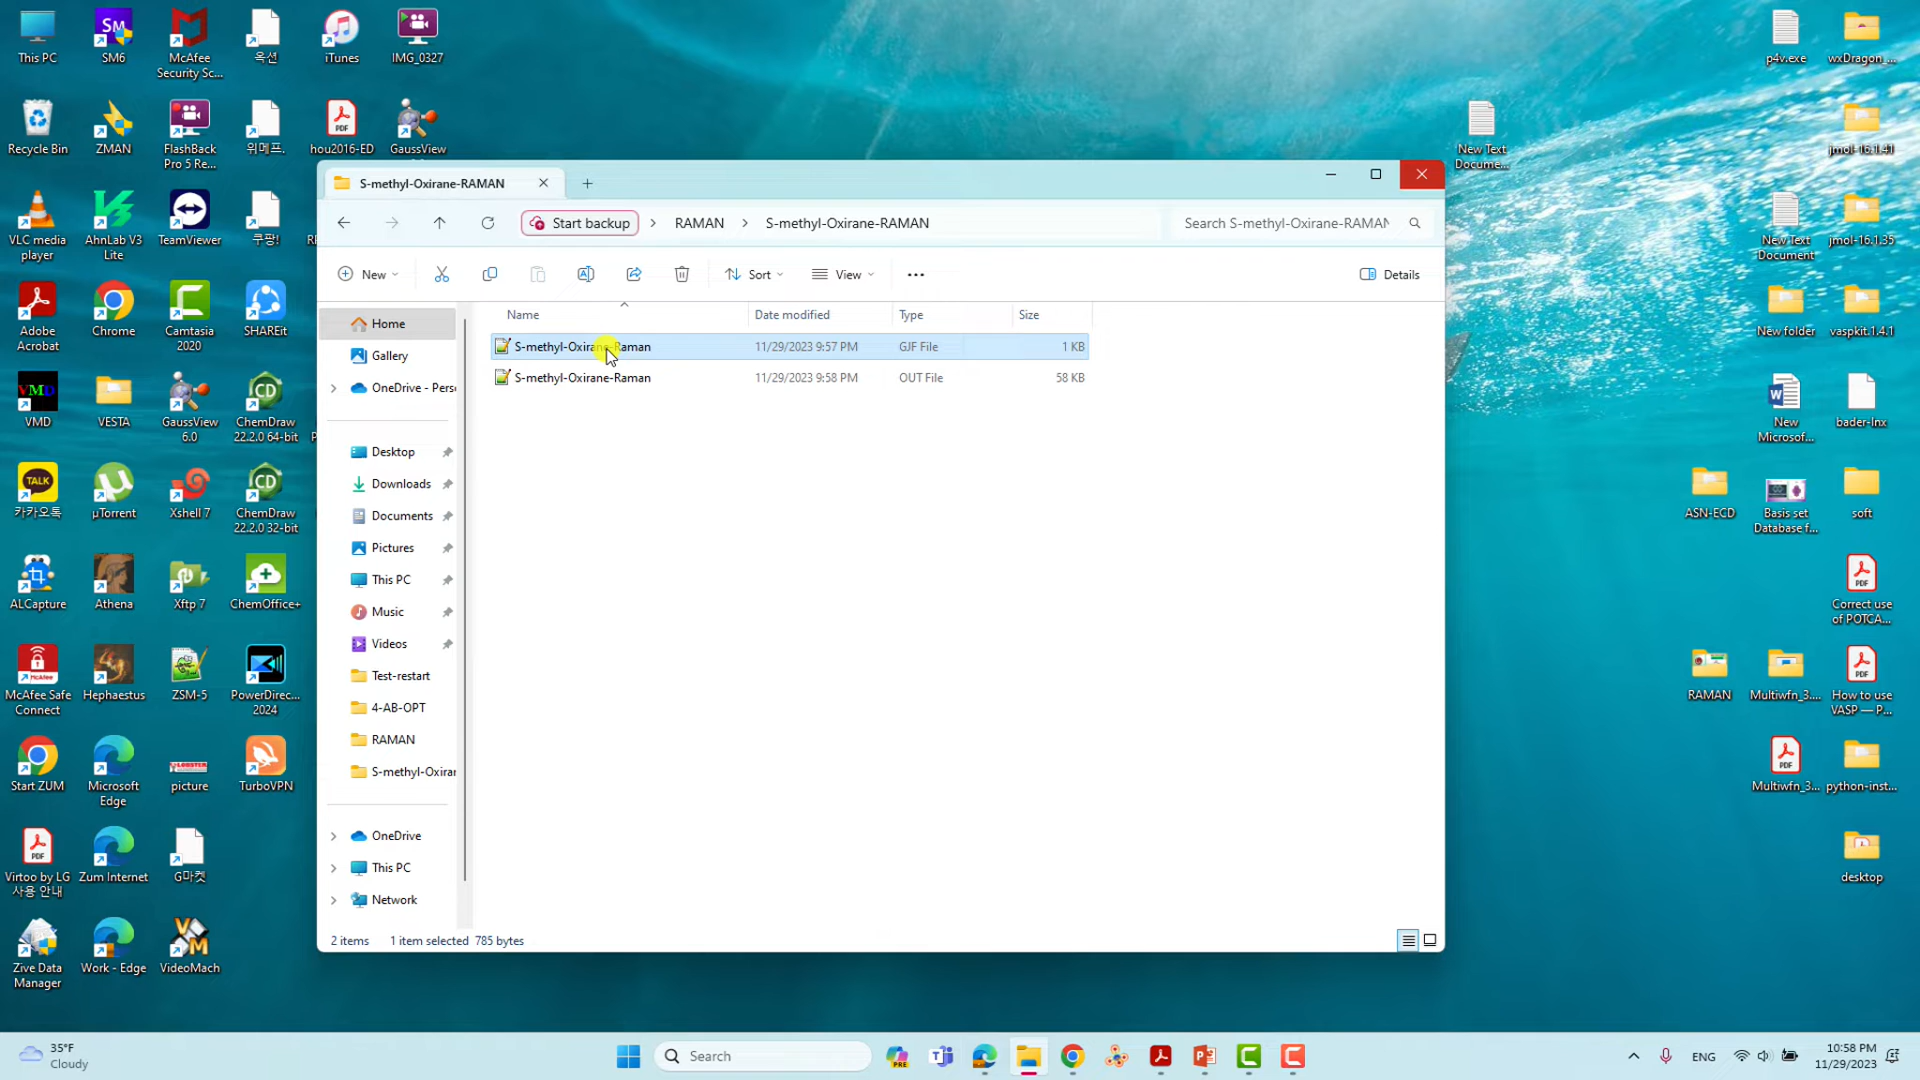 This PC
SM6
McAfee
Security Sc...
옥션
iTunes
IMG_0327
Recycle Bin
ZMAN
FlashBack
Pro 5 Re...
위메프.
hou2016-ED
GaussView
VLC media
player
AhnLab V3
Lite
TeamViewer
쿠팡!
Adobe
Acrobat
Chrome
Camtasia
2020
SHAREit
VMD
VESTA
GaussView
6.0
ChemDraw
22.2.0 64-bit
카카오톡
µTorrent
Xshell 7
ChemDraw
22.2.0 32-bit
ALCapture
Athena
Xftp 7
ChemOffice+
McAfee Safe
Connect
Hephaestus
ZSM-5
PowerDirec...
2024
Start ZUM
Microsoft
Edge
picture
TurboVPN
Virtoo by LG
사용 안내
Zum Internet
G마켓
Zive Data
Manager
Work - Edge
VideoMach
S-methyl-Oxirane-RAMAN
Start backup
RAMAN
S-methyl-Oxirane-RAMAN
Search S-methyl-Oxirane-RAMAN
New
Sort
View
Details
Name
Date modified
Type
Size
S-methyl-Oxirane-Raman
11/29/2023 9:57 PM
GJF File
1 KB
S-methyl-Oxirane-Raman
11/29/2023 9:58 PM
OUT File
58 KB
Home
Gallery
OneDrive - Pers
Desktop
Downloads
Documents
Pictures
This PC
Music
Videos
Test-restart
4-AB-OPT
RAMAN
S-methyl-Oxirar
OneDrive
This PC
Network
2 items
1 item selected
785 bytes
p4v.exe
wxDragon_...
New Text
Docume...
jmol-16.1.41
New Text
Document
jmol-16.1.35
New folder
vaspkit.1.4.1
New
Microsof...
bader-lnx
ASN-ECD
Basis set
Database f...
soft
Correct use
of POTCA...
RAMAN
Multiwfn_3....
How to use
VASP — P...
Multiwfn_3...
python-inst...
desktop
35°F
Cloudy
Search
ENG
10:58 PM
11/29/2023